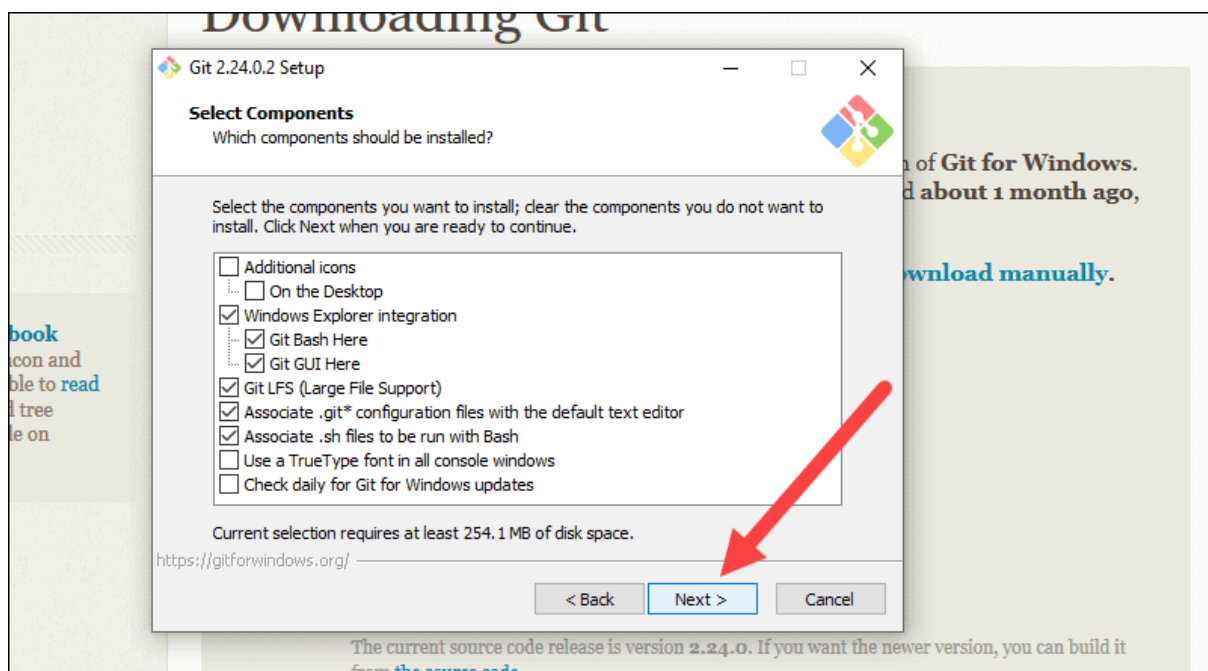 Downloading Git
Git 2.24.0.2 Setup
Select Components
Which components should be installed?
n of Git for Windows.
d about 1 month ago,
ownload manually.
Select the components you want to install; clear the components you do not want to
install. Click Next when you are ready to continue.
Additional icons
On the Desktop
Windows Explorer integration
Git Bash Here
Git GUI Here
Git LFS (Large File Support)
Associate .git* configuration files with the default text editor
Associate .sh files to be run with Bash
Use a TrueType font in all console windows
Check daily for Git for Windows updates
Current selection requires at least 254.1 MB of disk space.
https://gitforwindows.org/
< Back
Next >
Cancel
book
con and
ble to read
d tree
le on
The current source code release is version 2.24.0. If you want the newer version, you can build it
from the source code.